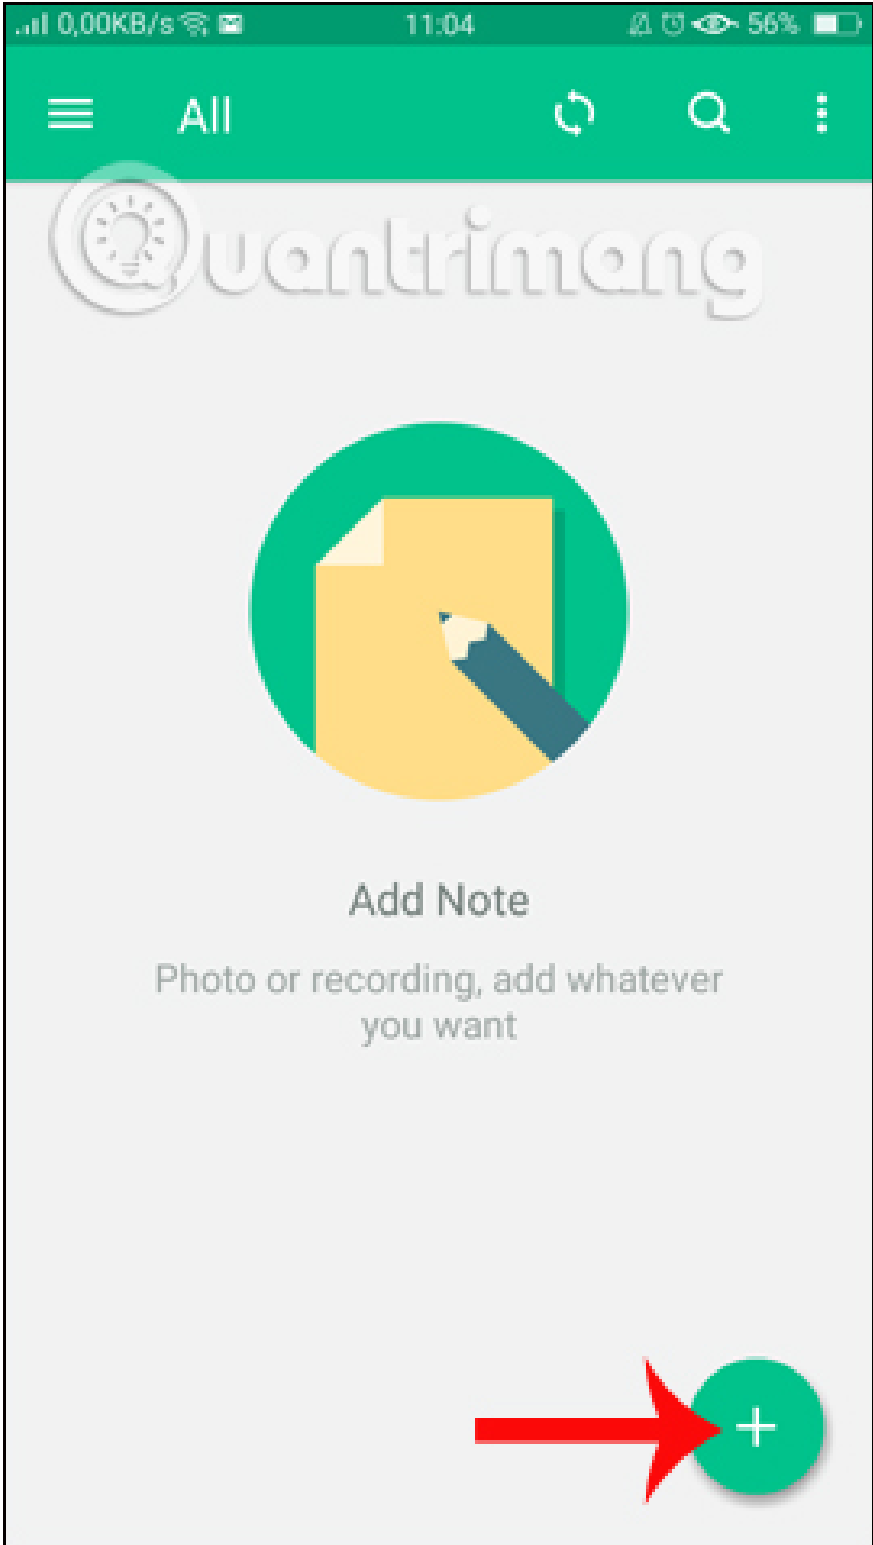 0,00KB/s 11:04 56%
All
Quantrimang
Add Note
Photo or recording, add whatever
you want